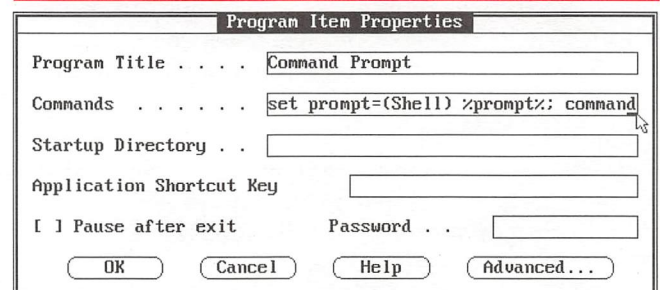 Program Item Properties
Program Title . . . . Command Prompt
Commands . . . . . . set prompt=(Shell) %prompt%; command
Startup Directory . .
Application Shortcut Key
[ ] Pause after exit Password . .
OK Cancel Help Advanced...